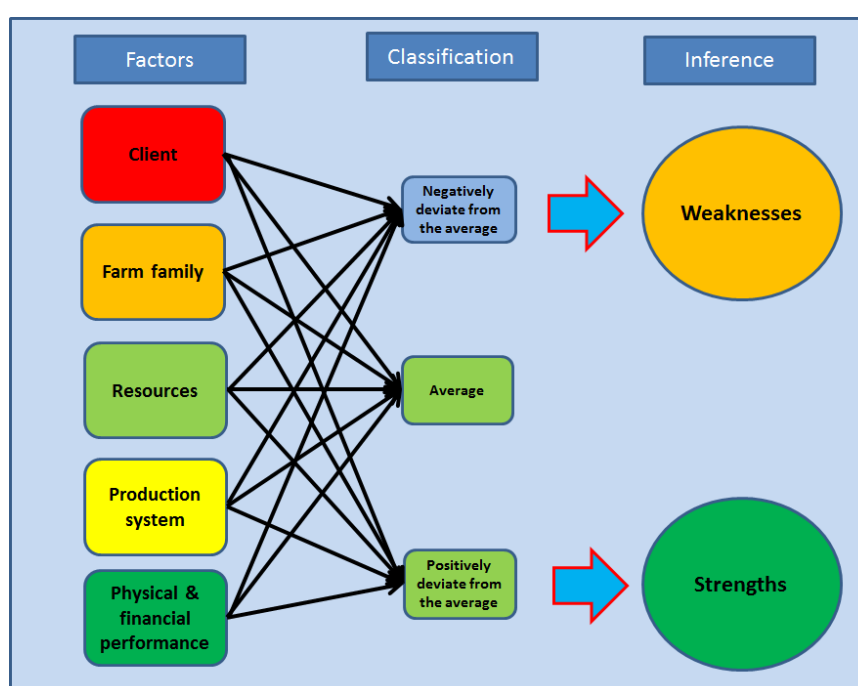 Factors
Classification
Inference
Client
Farm family
Resources
Production
system
Physical &
financial
performance
Negatively
deviate from
the average
Average
Positively
deviate from
the average
Weaknesses
Strengths